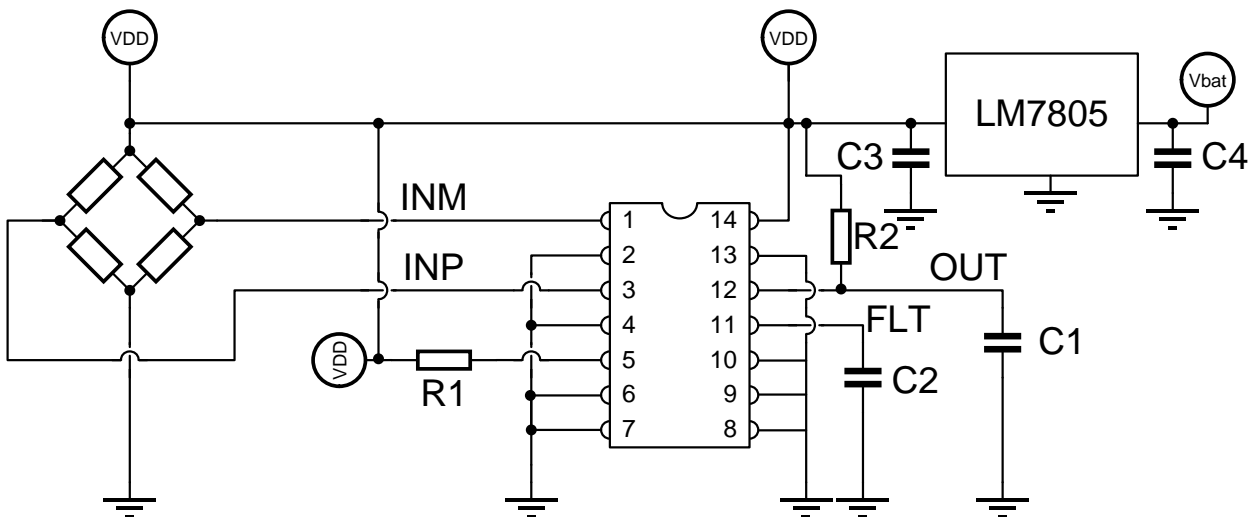 VDD
VDD
Vbat
LM7805
C3
C4
INM
1
14
R2
2
13
INP
OUT
3
12
4
11
FLT
VDD
R1
5
10
C1
6
9
C2
7
8